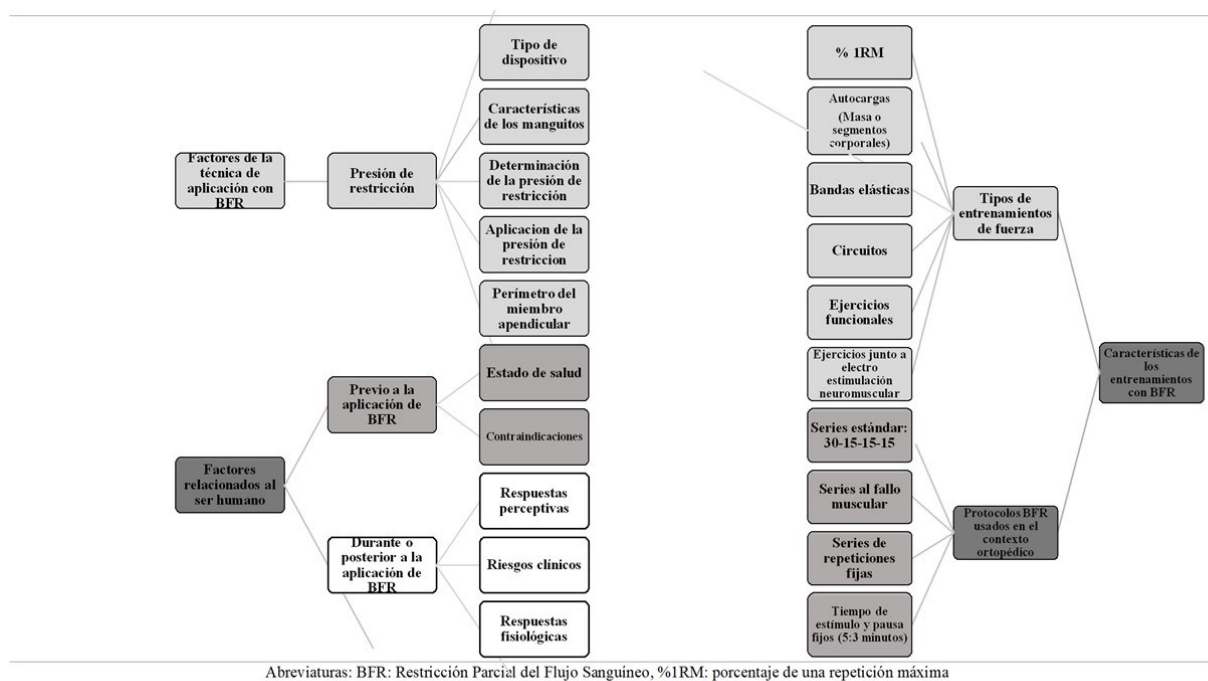 Tipo de
dispositivo
Características
de los manguitos
Factores de la
técnica de
aplicación con
BFR
Presión de
restricción
Determinación
de la presión de
restricción
Aplicacion de la
presión de
restriccion
Perímetro del
miembro
apendicular
Factores
relacionados al
ser humano
Previo a la
aplicación de
BFR
Estado de salud
Contraindicaciones
Durante o
posterior a la
aplicación de
BFR
Respuestas
perceptivas
Riesgos clínicos
Respuestas
fisiológicas
% 1RM
Autocargas
(Masa o
segmentos
corporales)
Bandas elásticas
Circuitos
Ejercicios
funcionales
Ejercicios junto a
electro
estimulación
neuromuscular
Tipos de
entrenamientos
de fuerza
Series estándar:
30-15-15-15
Series al fallo
muscular
Series de
repeticiones
fijas
Tiempo de
estímulo y pausa
fijos (5:3 minutos)
Protocolos BFR
usados en el
contexto
ortopédico
Características de
los
entrenamientos
con BFR
Abreviaturas: BFR: Restricción Parcial del Flujo Sanguíneo, %1RM: porcentaje de una repetición máxima